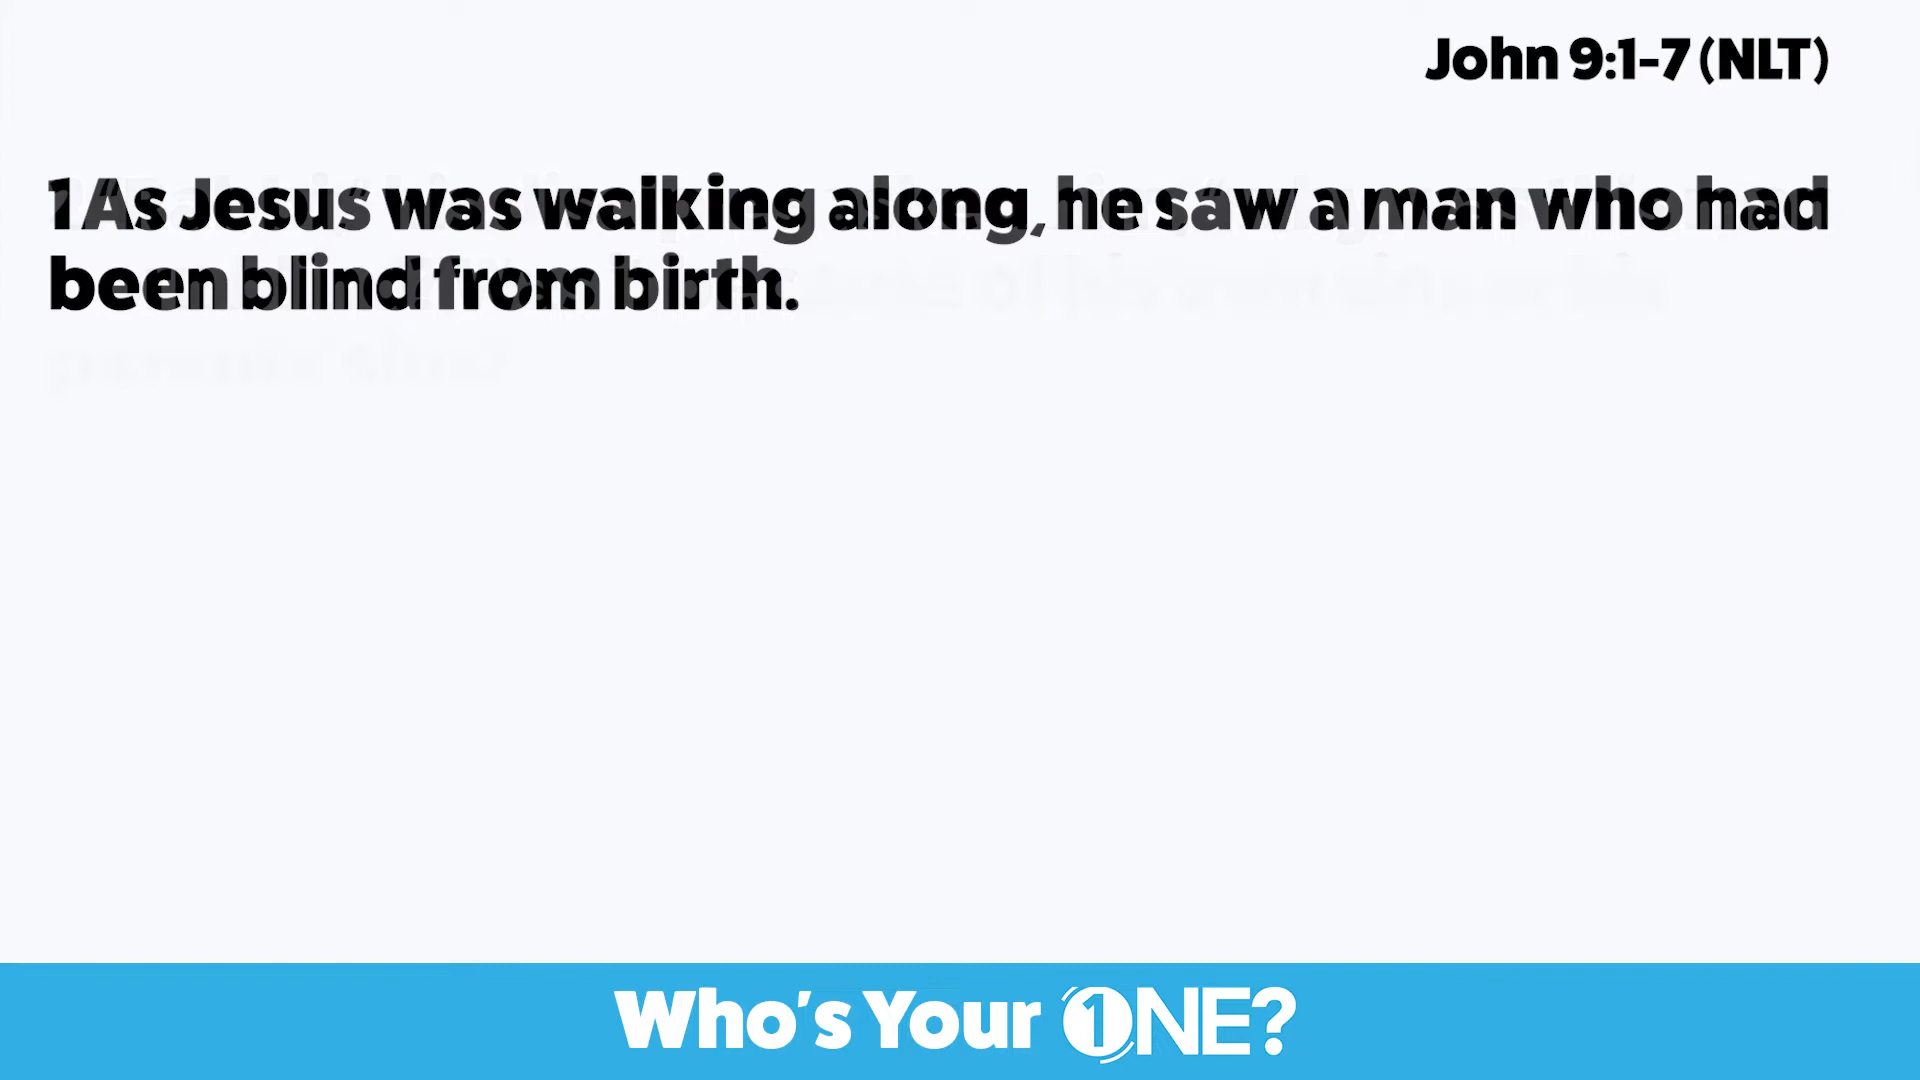 John 9:1-7 (NLT)
1 As Jesus was walking along, he saw a man who had
been blind from birth.
Who's Your 1NE?